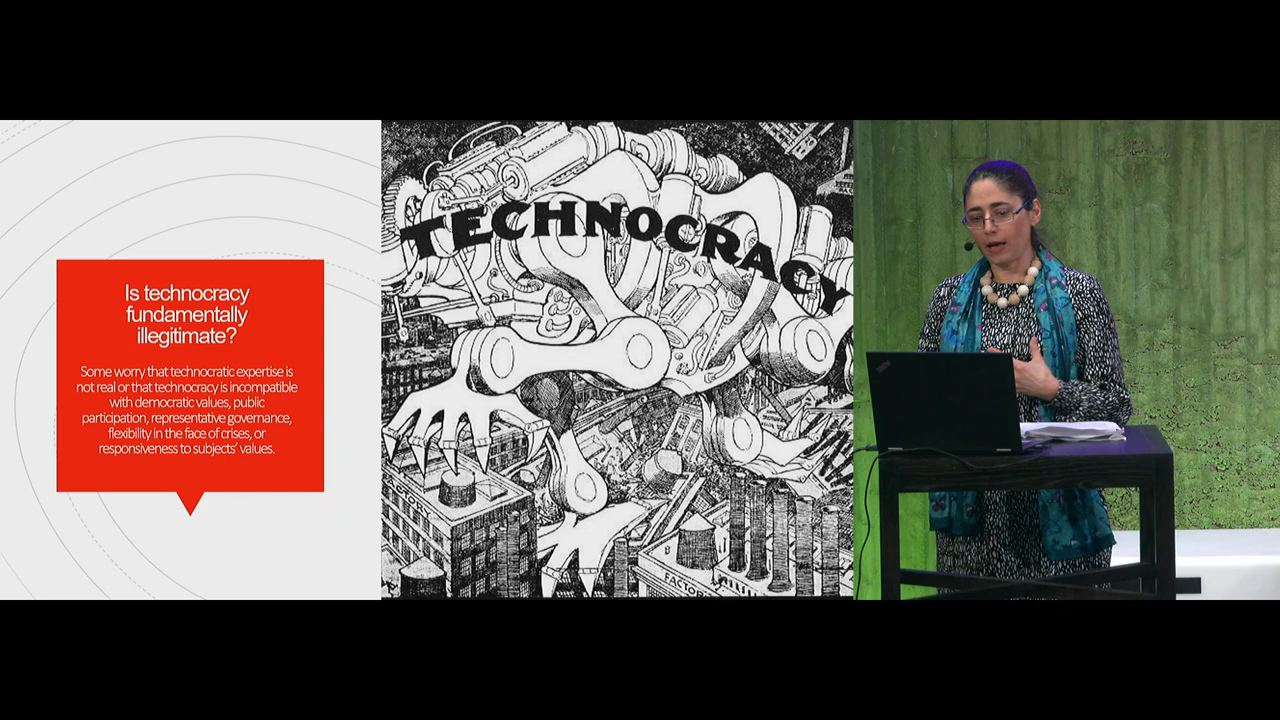 Is technocracy
fundamentally
illegitimate?
Some worry that technocratic expertise is
not real or that technocracy is incompatible
with democratic values, public
participation, representative governance,
flexibility in the face of crises, or
responsiveness to subjects' values.
TECHNOCRACY
FACTORY